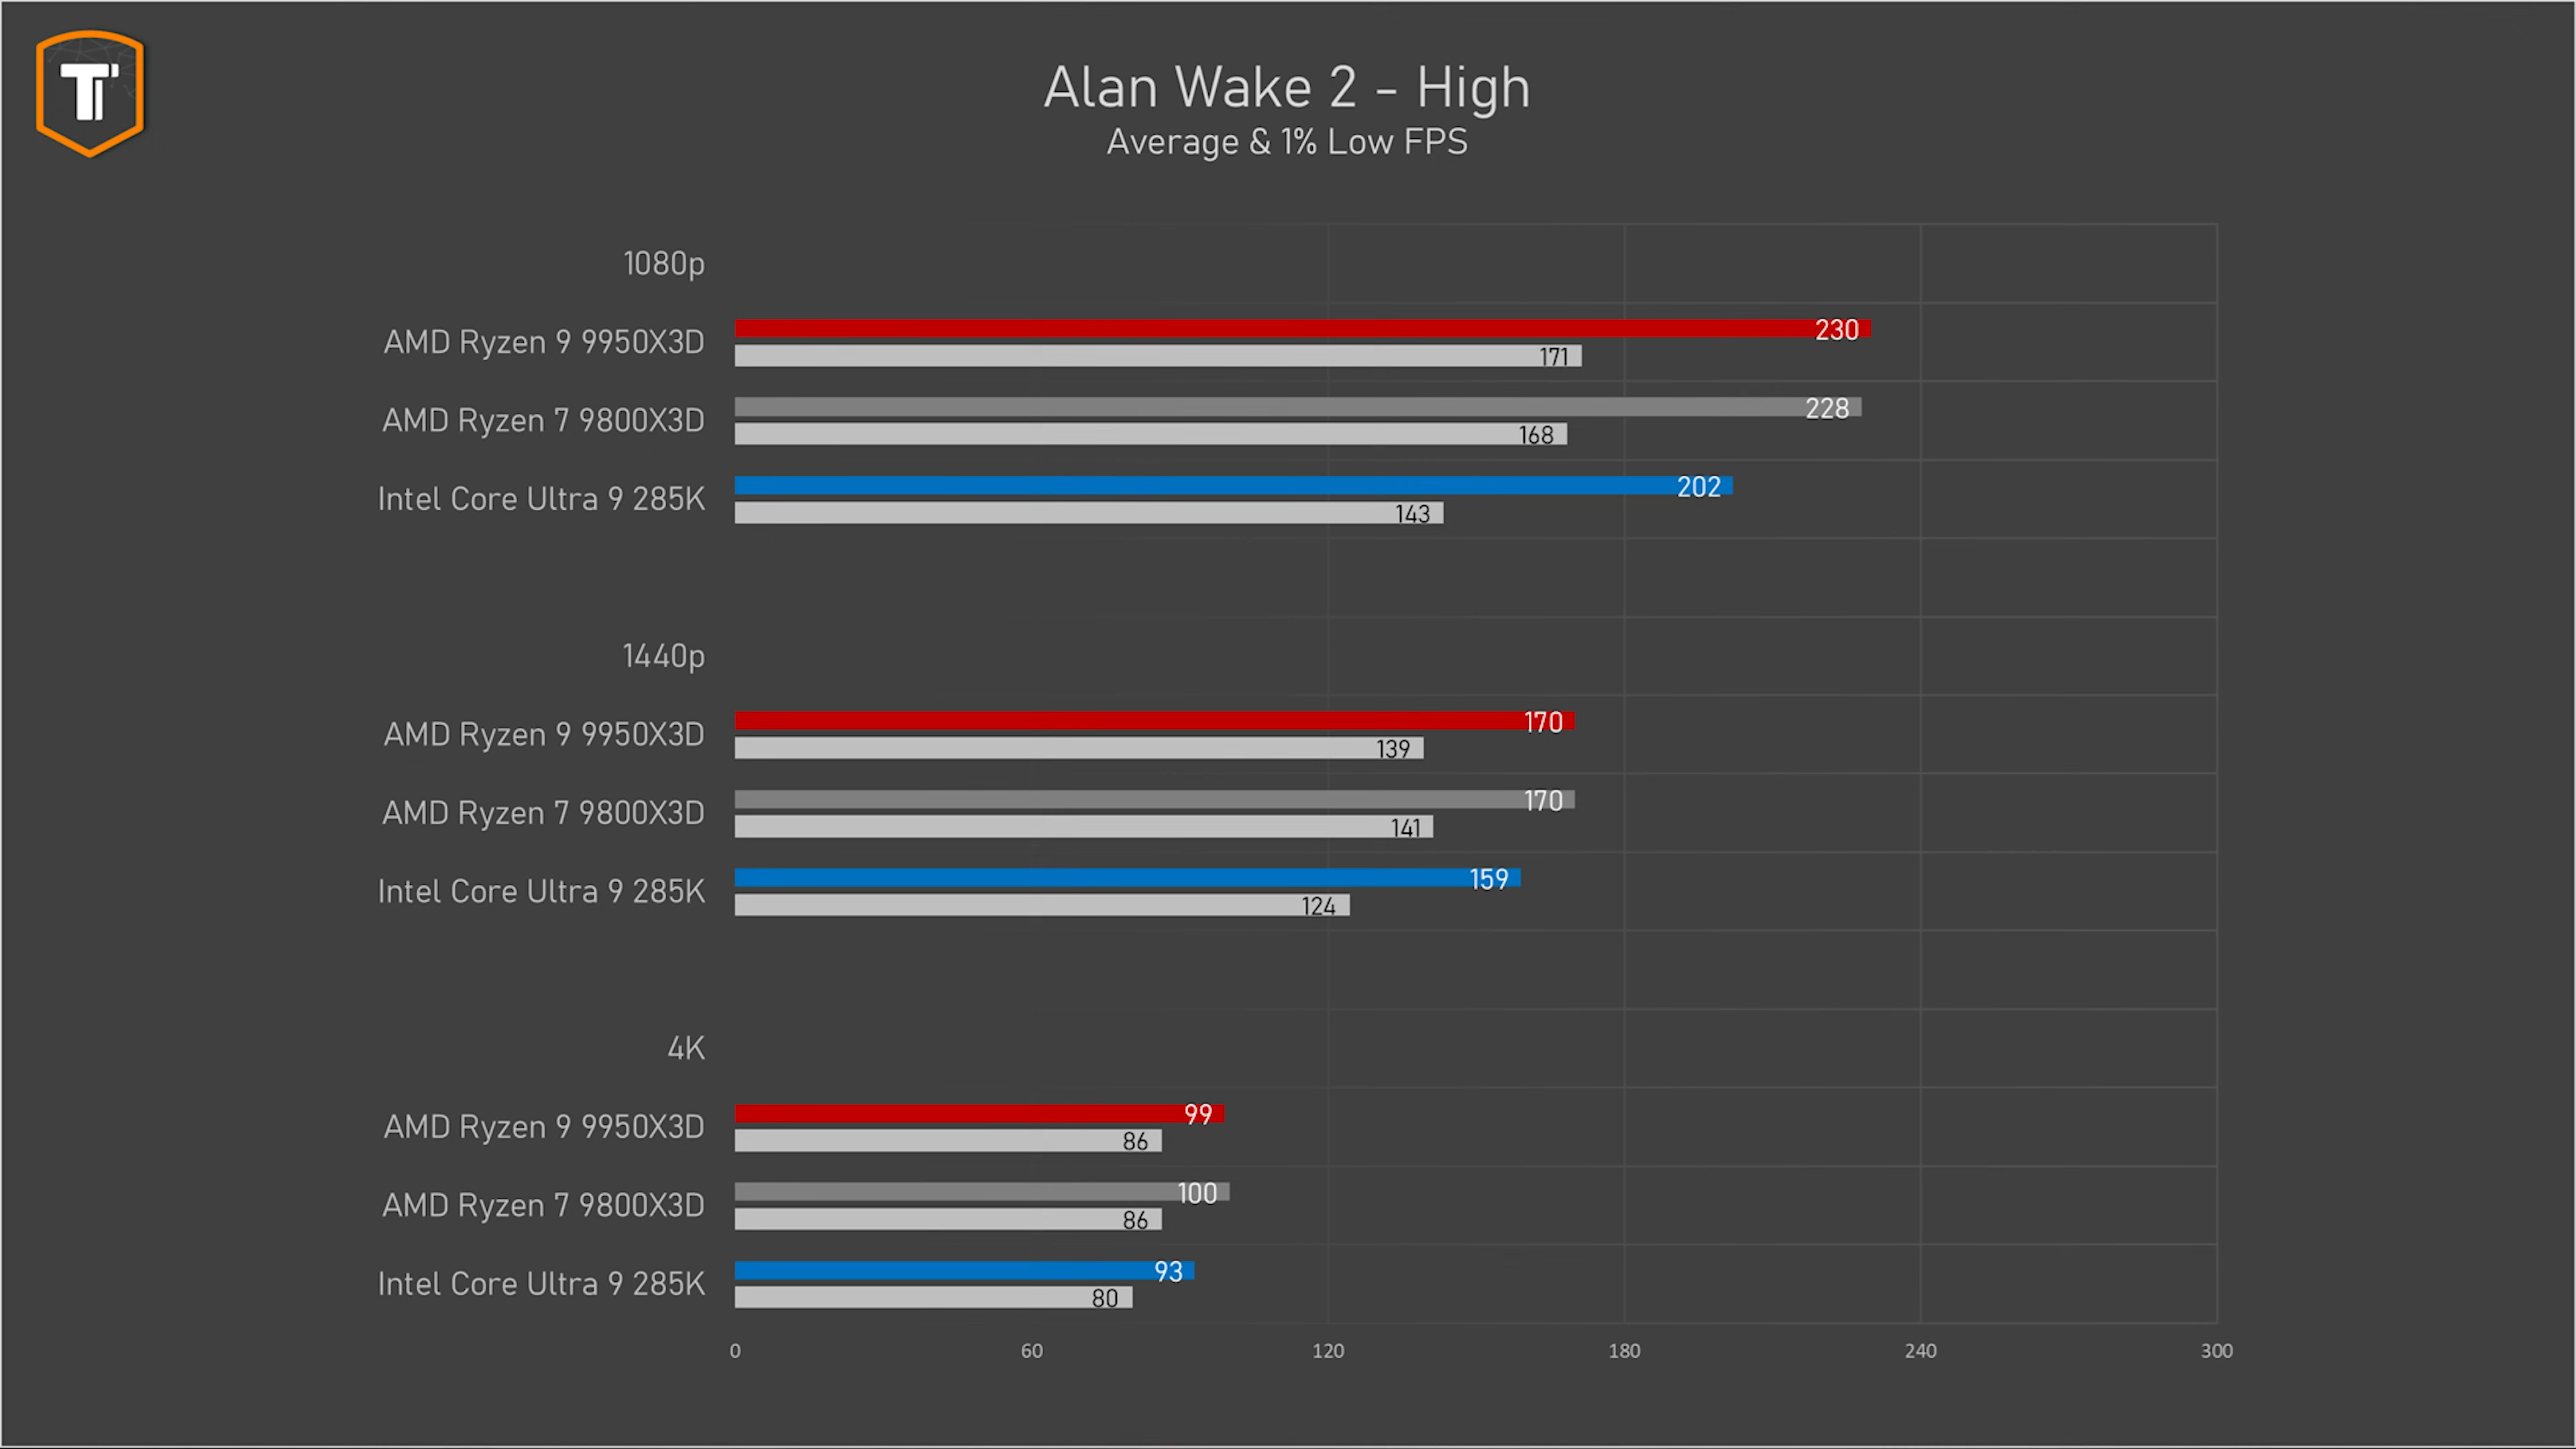 T
Alan Wake 2 - High
Average & 1% Low FPS
1080p
AMD Ryzen 9 9950X3D 230
171
AMD Ryzen 7 9800X3D 228
168
Intel Core Ultra 9 285K 202
143
1440p
AMD Ryzen 9 9950X3D 170
139
AMD Ryzen 7 9800X3D 170
141
Intel Core Ultra 9 285K 159
124
4K
AMD Ryzen 9 9950X3D 99
86
AMD Ryzen 7 9800X3D 100
86
Intel Core Ultra 9 285K 93
80
0 60 120 180 240 300